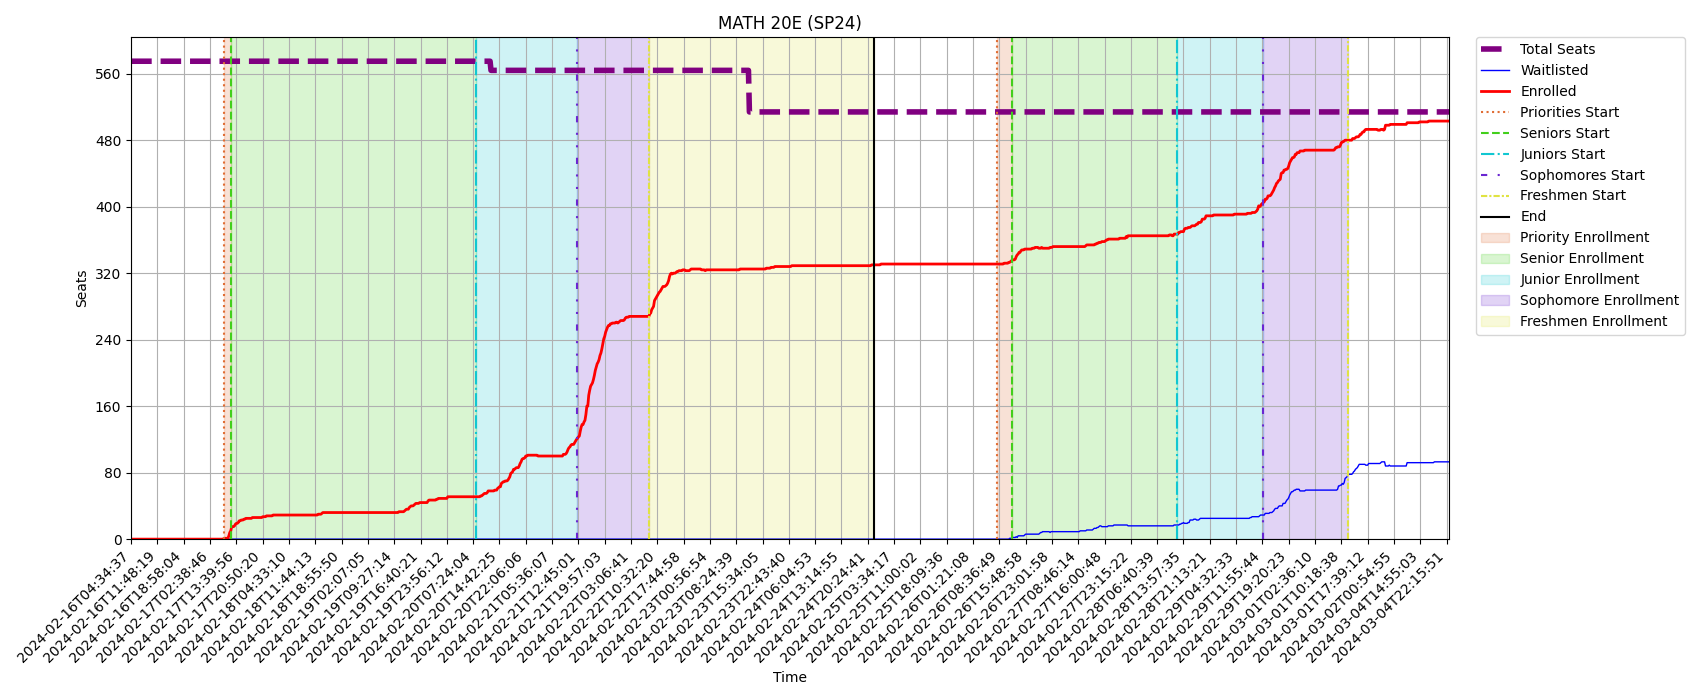 MATH 20E (SP24)
Seats
560
480
400
320
240
160
80
0
2024-02-16T04:34:37
2024-02-16T11:48:19
2024-02-16T18:58:04
2024-02-17T02:38:46
2024-02-17T13:39:56
2024-02-17T20:50:20
2024-02-18T04:33:10
2024-02-18T11:44:13
2024-02-18T18:55:50
2024-02-19T02:07:05
2024-02-19T09:27:14
2024-02-19T16:40:21
2024-02-19T23:56:12
2024-02-20T07:24:04
2024-02-20T14:42:25
2024-02-20T22:06:06
2024-02-21T05:36:07
2024-02-21T12:45:01
2024-02-21T19:57:03
2024-02-22T03:06:41
2024-02-22T10:32:20
2024-02-22T17:44:58
2024-02-23T00:56:54
2024-02-23T08:24:39
2024-02-23T15:34:05
2024-02-23T22:43:40
2024-02-24T06:04:53
2024-02-24T13:14:55
2024-02-24T20:24:41
2024-02-25T03:34:17
2024-02-25T11:00:02
2024-02-25T18:09:36
2024-02-26T01:21:08
2024-02-26T08:36:49
2024-02-26T15:48:58
2024-02-26T23:01:58
2024-02-27T08:46:14
2024-02-27T16:00:48
2024-02-27T23:15:22
2024-02-28T06:40:39
2024-02-28T13:57:35
2024-02-28T21:13:21
2024-02-29T04:32:33
2024-02-29T11:55:44
2024-02-29T19:20:23
2024-03-01T02:36:10
2024-03-01T10:18:38
2024-03-01T17:39:12
2024-03-02T00:54:55
2024-03-04T14:55:03
2024-03-04T22:15:51
Time
Total Seats
Waitlisted
Enrolled
Priorities Start
Seniors Start
Juniors Start
Sophomores Start
Freshmen Start
End
Priority Enrollment
Senior Enrollment
Junior Enrollment
Sophomore Enrollment
Freshmen Enrollment